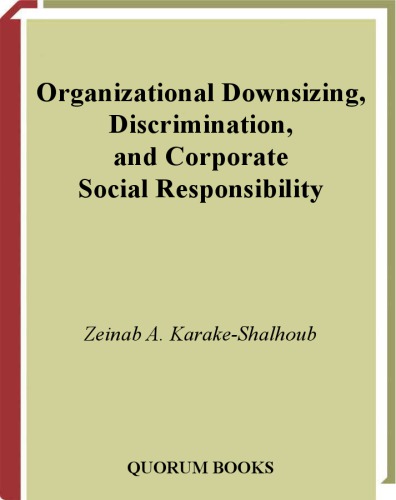 Organizational Downsizing,
Discrimination,
and Corporate
Social Responsibility
Zeinab A. Karake-Shalhoub
QUORUM BOOKS